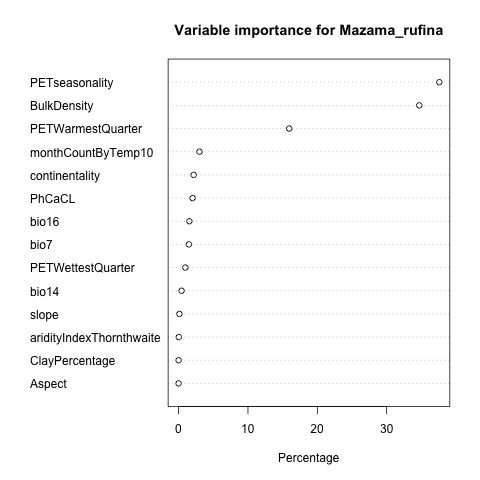 Variable importance for Mazama_rufina
PETseasonality
BulkDensity
PETWarmestQuarter
monthCountByTemp10
continentality
PhCaCL
bio16
bio7
PETWettestQuarter
bio14
slope
aridityIndexThornthwaite
ClayPercentage
Aspect
0 10 20 30
Percentage